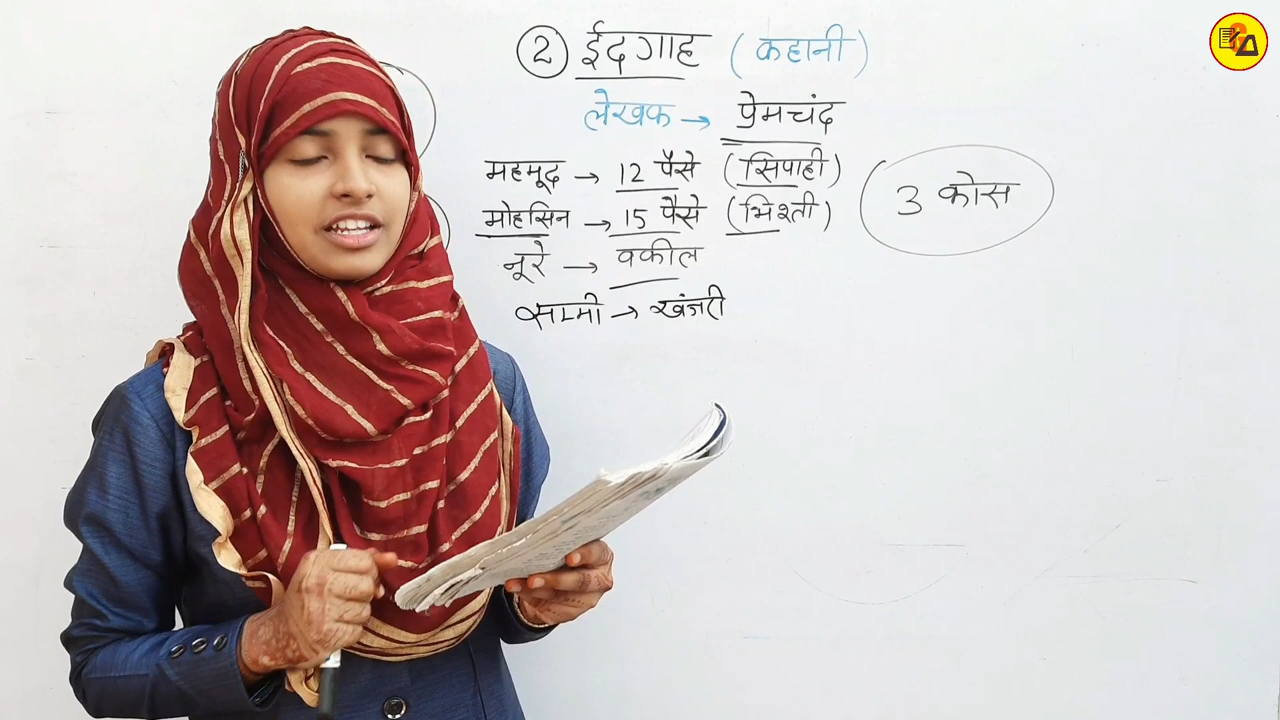 ② ईदगाह (कहानी)
लेखक → प्रेमचंद
महमूद → 12 पैसे (सिपाही)
मोहसिन → 15 पैसे (भिश्ती)
3 कोस
नूरे → वकील
सम्मी → खंजरी